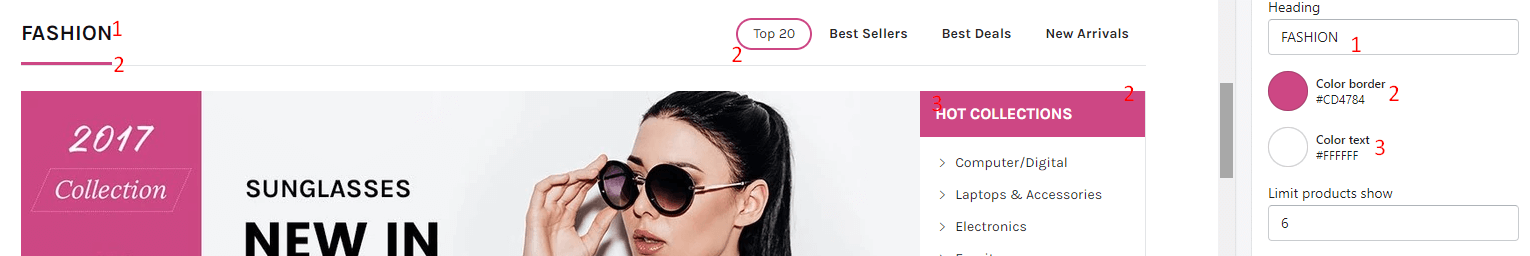 FASHION 1
2
Top 20
2
Best Sellers
Best Deals
New Arrivals
2017
Collection
SUNGLASSES
NEW IN
3
2
HOT COLLECTIONS
Computer/Digital
Laptops & Accessories
Electronics
Heading
FASHION
1
Color border
#CD4784
2
Color text
#FFFFFF
3
Limit products show
6